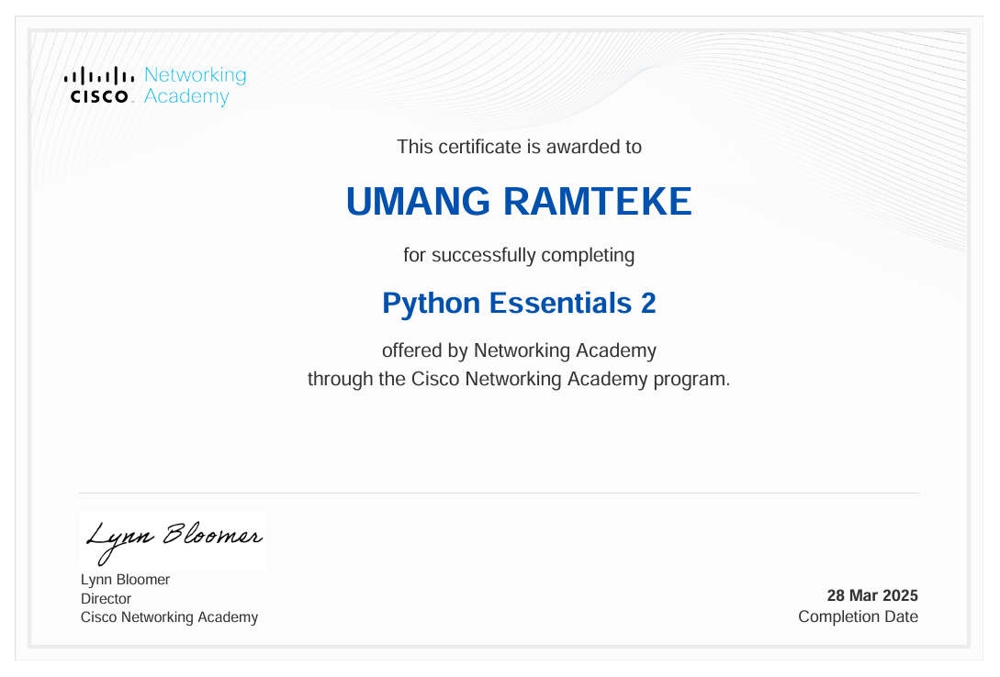 Networking
CISCO Academy
This certificate is awarded to
UMANG RAMTEKE
for successfully completing
Python Essentials 2
offered by Networking Academy
through the Cisco Networking Academy program.
Lynn Bloomer
Lynn Bloomer
Director
Cisco Networking Academy
28 Mar 2025
Completion Date